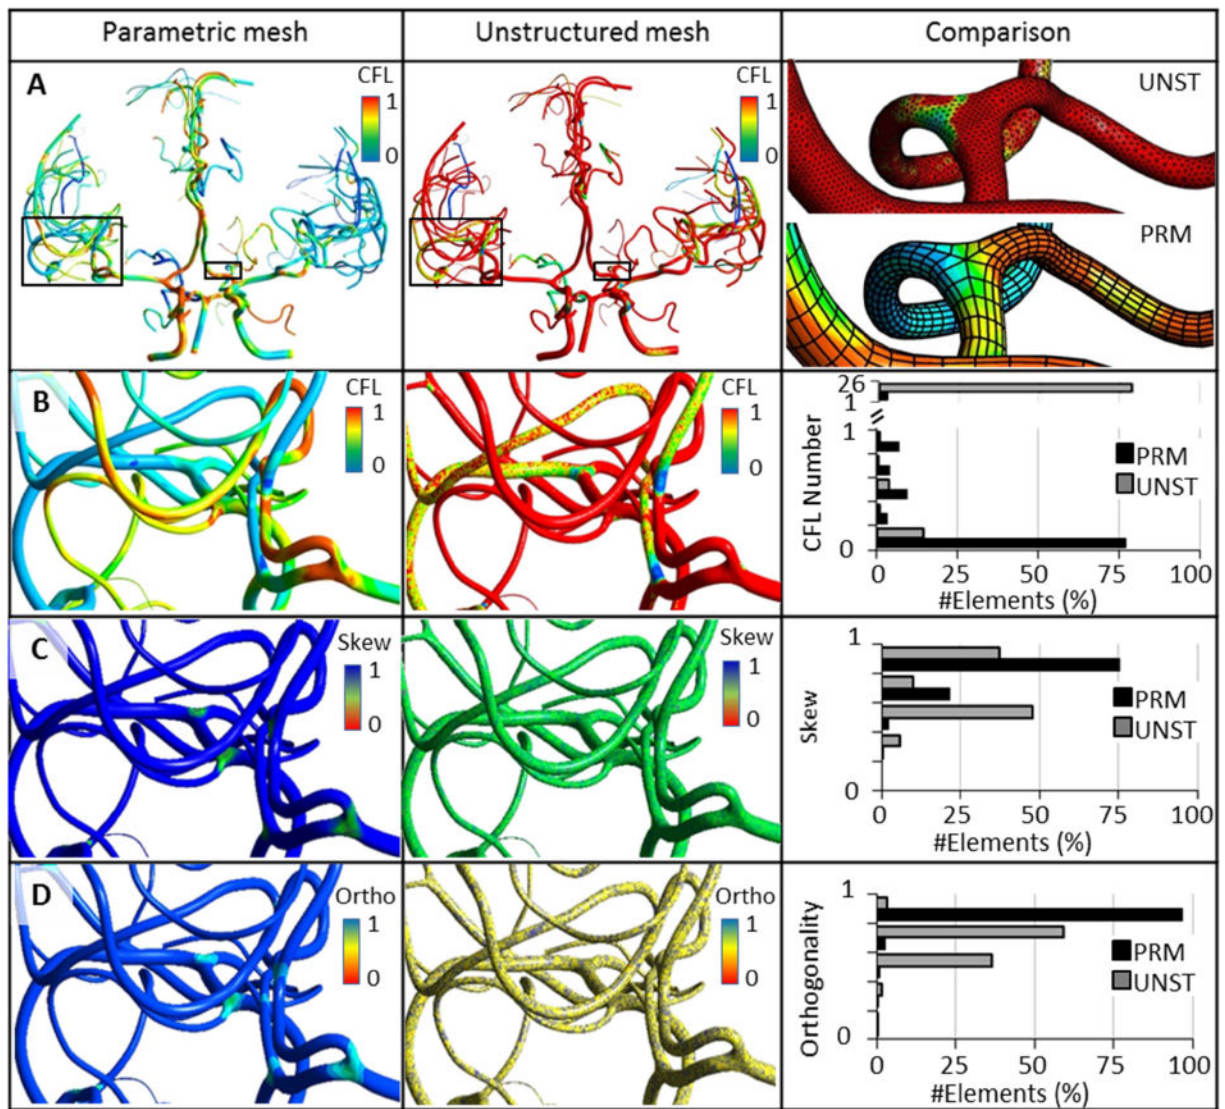 Parametric mesh
Unstructured mesh
Comparison
A
CFL
1
0
CFL
1
0
UNST
PRM
B
CFL
1
0
CFL
1
0
CFL Number
26
1
1
0
PRM
UNST
0 25 50 75 100
#Elements (%)
C
Skew
1
0
Skew
1
0
Skew
1
0
PRM
UNST
0 25 50 75 100
#Elements (%)
D
Ortho
1
0
Ortho
1
0
Orthogonality
1
0
PRM
UNST
0 25 50 75 100
#Elements (%)